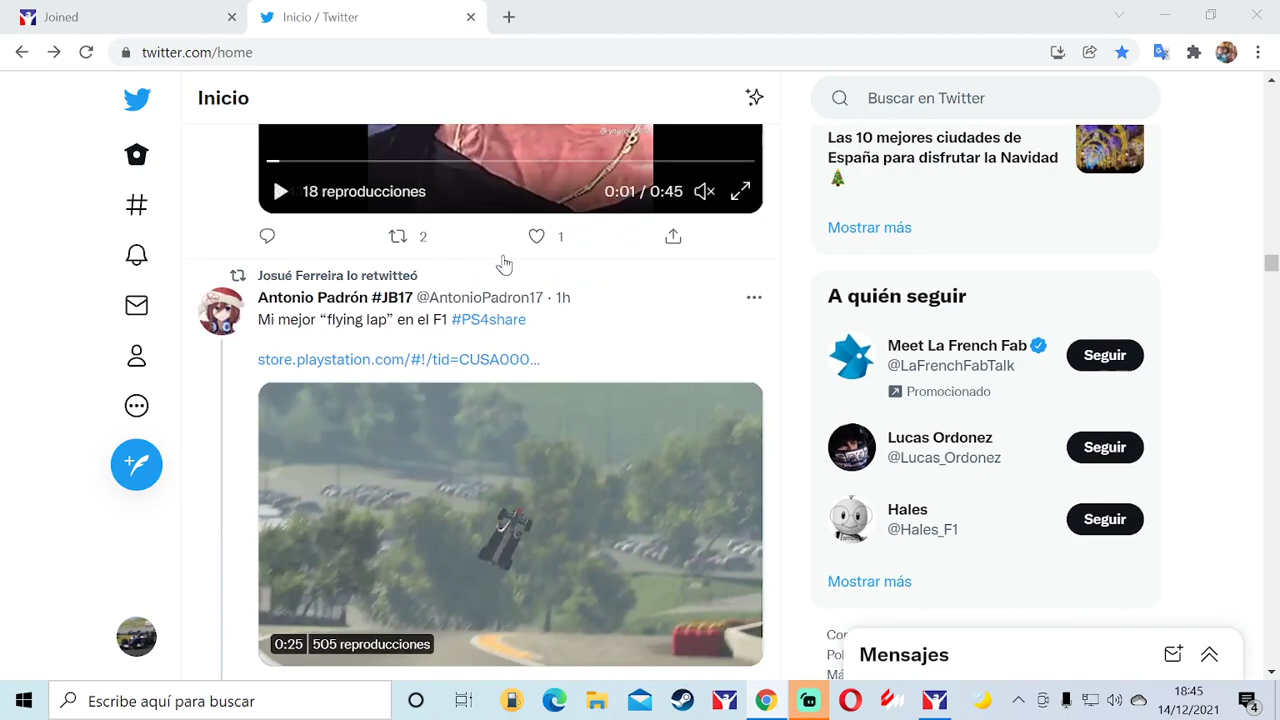 Joined
Inicio / Twitter
twitter.com/home
Inicio
Buscar en Twitter
18 reproducciones
0:01 / 0:45
2
1
Josué Ferreira lo retwitteó
Antonio Padrón #JB17 @AntonioPadron17 · 1h
Mi mejor “flying lap” en el F1 #PS4share
store.playstation.com/#!/tid=CUSA000...
0:25 505 reproducciones
Las 10 mejores ciudades de
España para disfrutar la Navidad
Mostrar más
A quién seguir
Meet La French Fab
@LaFrenchFabTalk
Promocionado
Seguir
Lucas Ordonez
@Lucas_Ordonez
Seguir
Hales
@Hales_F1
Seguir
Mostrar más
Mensajes
Escribe aquí para buscar
18:45
14/12/2021
4